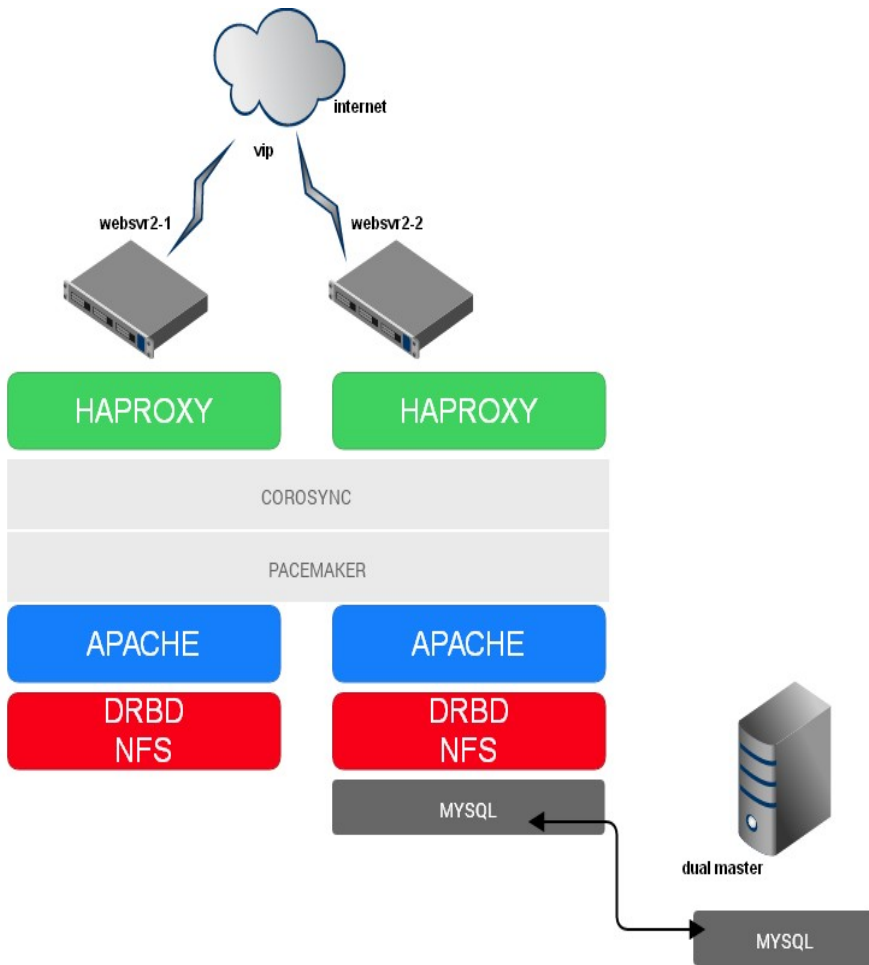 internet
vip
websvr2-1
websvr2-2
HAPROXY
HAPROXY
COROSYNC
PACEMAKER
APACHE
APACHE
DRBD
NFS
DRBD
NFS
MYSQL
dual master
MYSQL